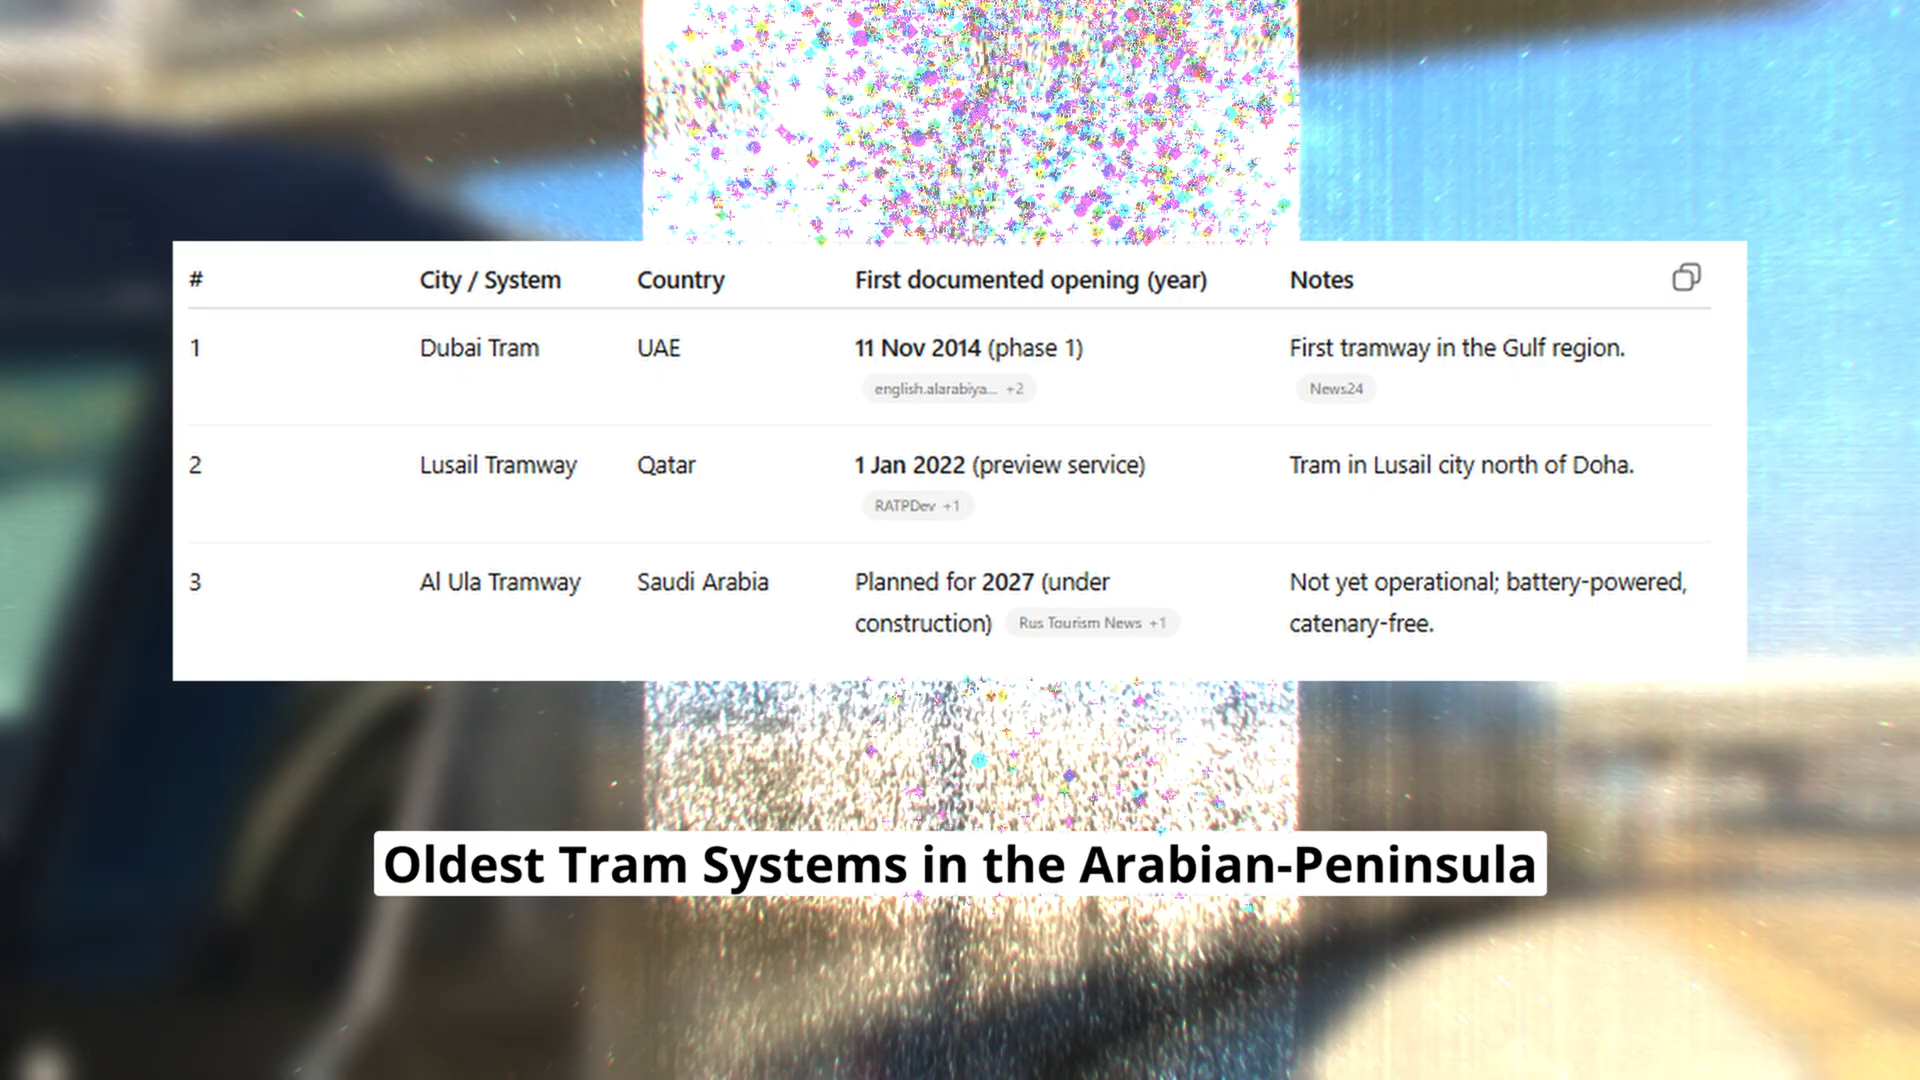 # City / System Country First documented opening (year) Notes
1 Dubai Tram UAE 11 Nov 2014 (phase 1) First tramway in the Gulf region.
english.alarabiya... +2 News24
2 Lusail Tramway Qatar 1 Jan 2022 (preview service) Tram in Lusail city north of Doha.
RATPDev +1
3 Al Ula Tramway Saudi Arabia Planned for 2027 (under Not yet operational; battery-powered,
construction) Rus Tourism News +1 catenary-free.
Oldest Tram Systems in the Arabian-Peninsula